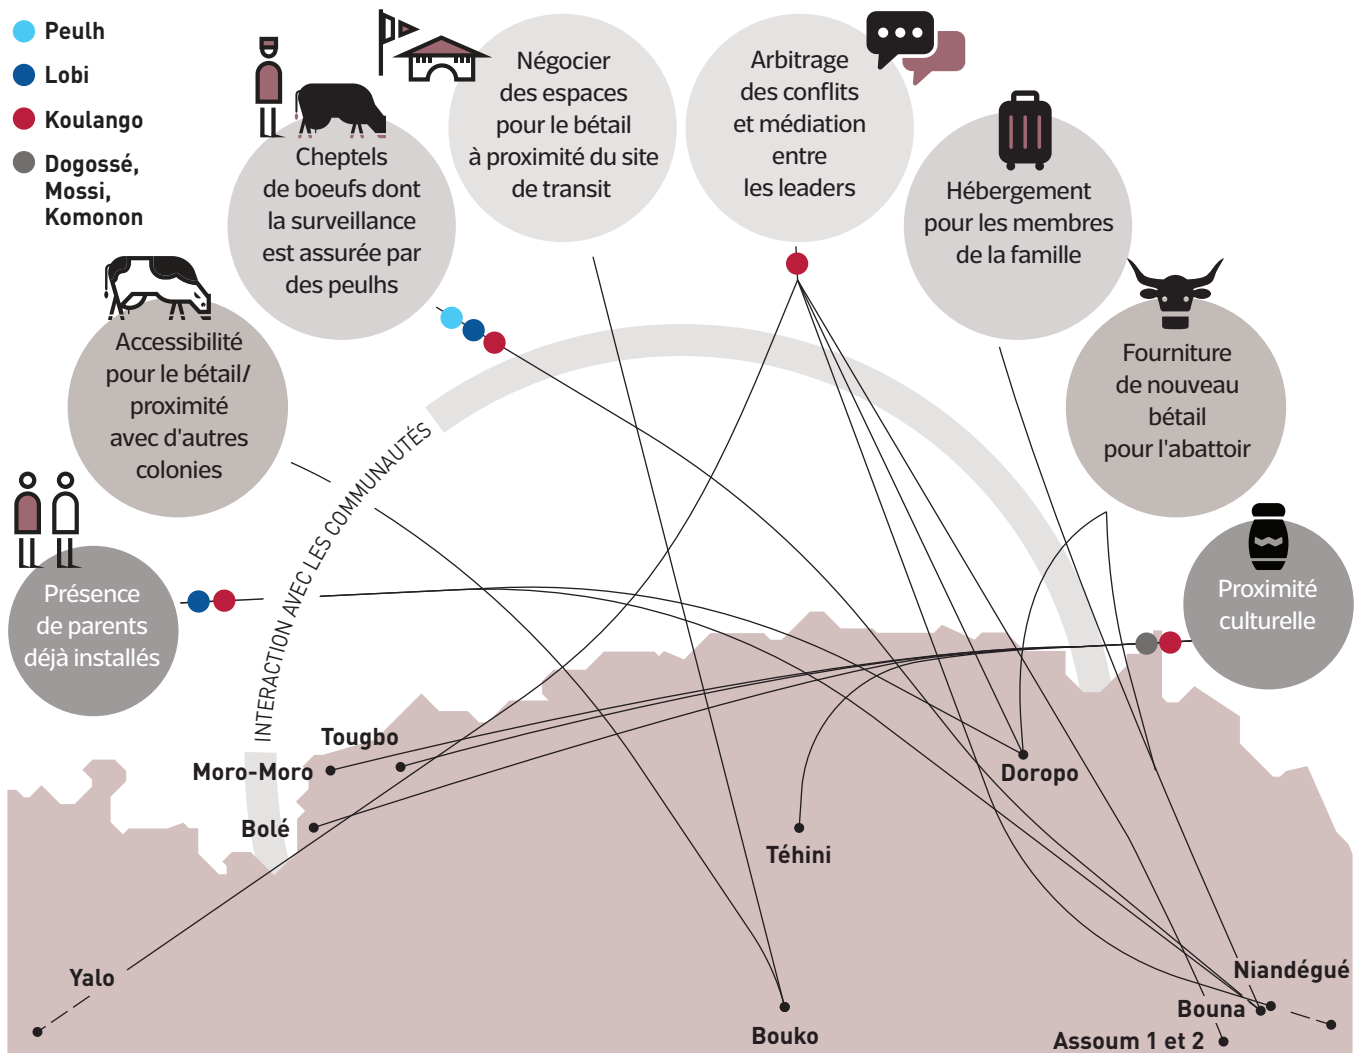 Peulh
Lobi
Koulango
Dogossé,
Mossi,
Komonon
Présence
de parents
déjà installés
Accessibilité
pour le bétail/
proximité
avec d'autres
colonies
Cheptels
de boeufs dont
la surveillance
est assurée par
des peulhs
Négocier
des espaces
pour le bétail
à proximité du site
de transit
Arbitrage
des conflits
et médiation
entre
les leaders
Hébergement
pour les membres
de la famille
Fourniture
de nouveau
bétail
pour l'abattoir
Proximité
culturelle
INTERACTION AVEC LES COMMUNAUTÉS
Tougbo
Moro-Moro
Bolé
Doropo
Téhini
Yalo
Niandégué
Bouna
Bouko
Assoum 1 et 2